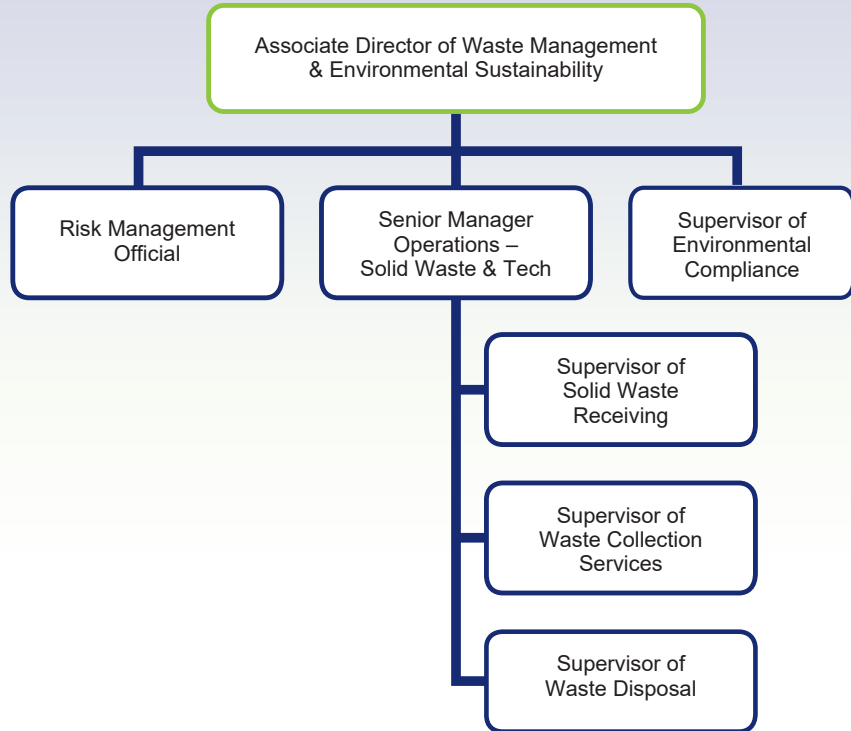 Associate Director of Waste Management
& Environmental Sustainability
Risk Management
Official
Senior Manager
Operations –
Solid Waste & Tech
Supervisor of
Environmental
Compliance
Supervisor of
Solid Waste
Receiving
Supervisor of
Waste Collection
Services
Supervisor of
Waste Disposal